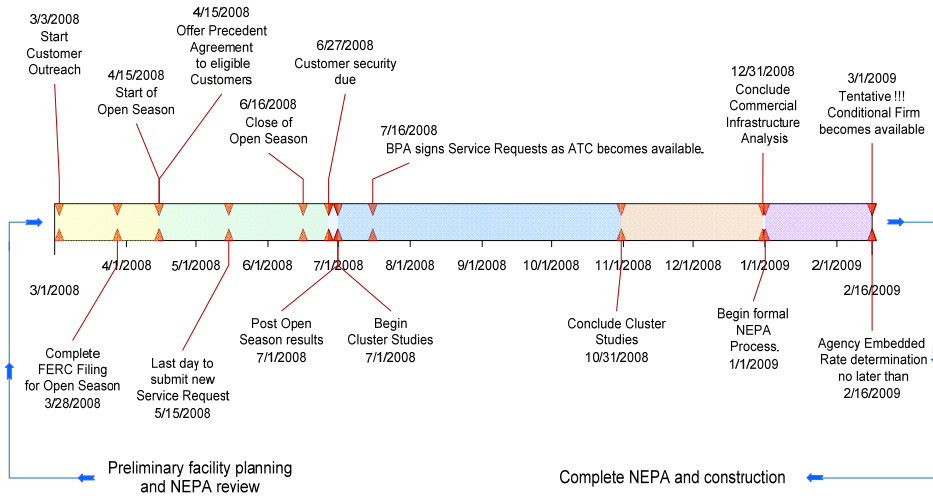 3/3/2008
Start
Customer
Outreach
4/15/2008
Start of
Open Season
4/15/2008
Offer Precedent
Agreement
to eligible
Customers
6/16/2008
Close of
Open Season
6/27/2008
Customer security
due
7/16/2008
BPA signs Service Requests as ATC becomes available.
12/31/2008
Conclude
Commercial
Infrastructure
Analysis
3/1/2009
Tentative !!!
Conditional Firm
becomes available
4/1/2008 5/1/2008 6/1/2008 7/1/2008 8/1/2008 9/1/2008 10/1/2008 11/1/2008 12/1/2008 1/1/2009 2/1/2009
3/1/2008
2/16/2009
Complete
FERC Filing
for Open Season
3/28/2008
Last day to
submit new
Service Request
5/15/2008
Post Open
Season results
7/1/2008
Begin
Cluster Studies
7/1/2008
Conclude Cluster
Studies
10/31/2008
Begin formal
NEPA
Process.
1/1/2009
Agency Embedded
Rate determination
no later than
2/16/2009
Preliminary facility planning
and NEPA review
Complete NEPA and construction